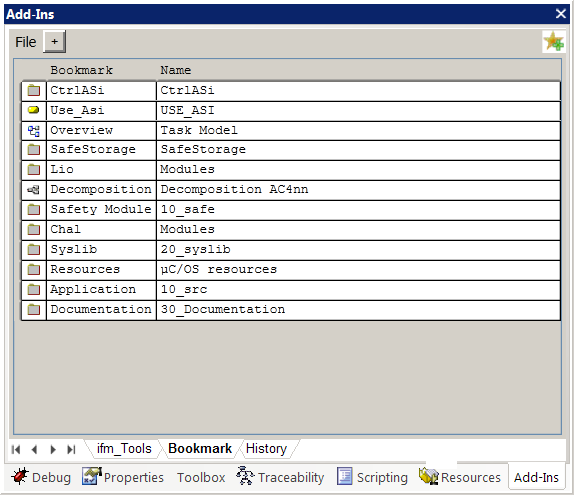 Add-Ins
File +
Bookmark Name
CtrlASi CtrlASi
Use_Asi USE_ASI
Overview Task Model
SafeStorage SafeStorage
Lio Modules
Decomposition Decomposition AC4nn
Safety Module 10_safe
Chal Modules
Syslib 20_syslib
Resources µC/OS resources
Application 10_src
Documentation 30_Documentation
ifm_Tools Bookmark History
Debug Properties Toolbox Traceability Scripting Resources Add-Ins